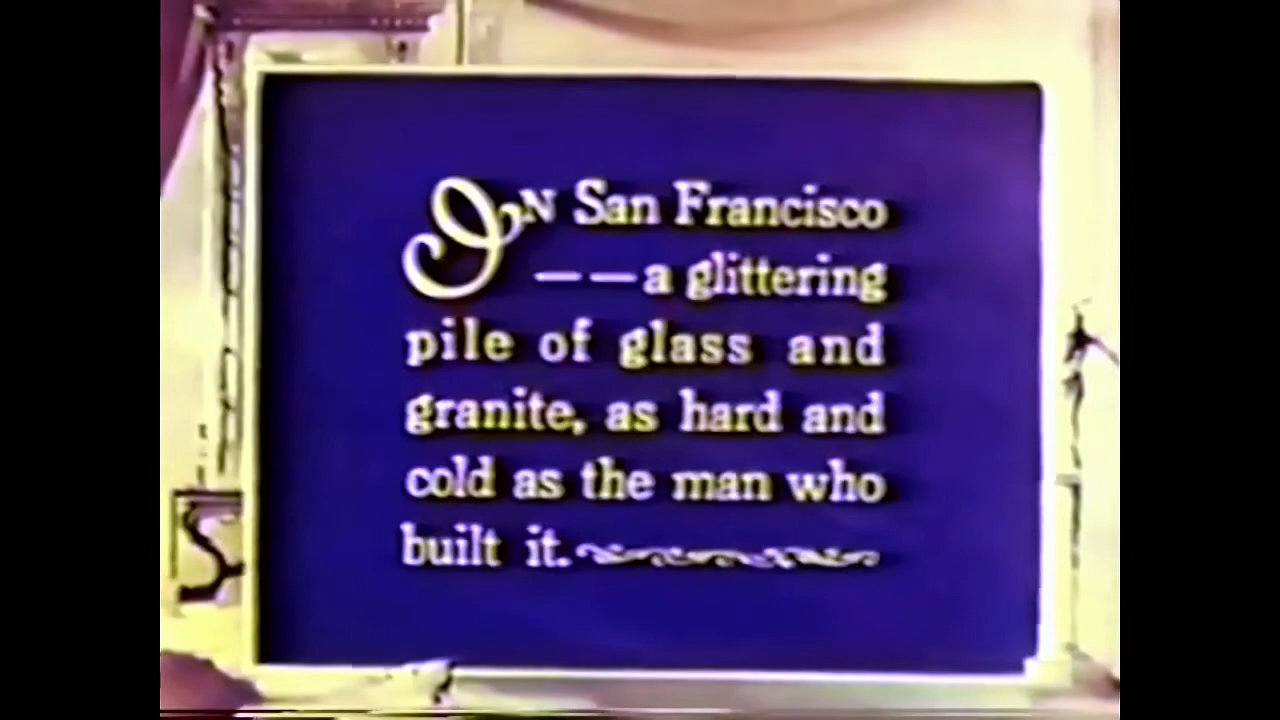 In San Francisco
— — a glittering
pile of glass and
granite, as hard and
cold as the man who
built it.